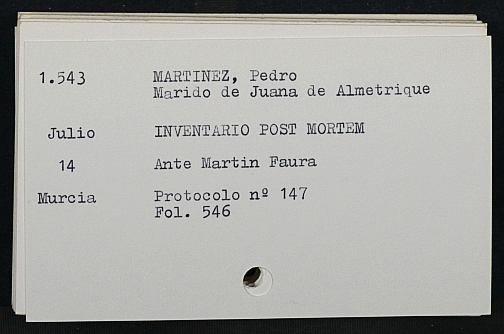 1.543 MARTINEZ, Pedro
Marido de Juana de Almetrique
Julio INVENTARIO POST MORTEM
14 Ante Martin Faura
Murcia Protocolo nº 147
Fol. 546